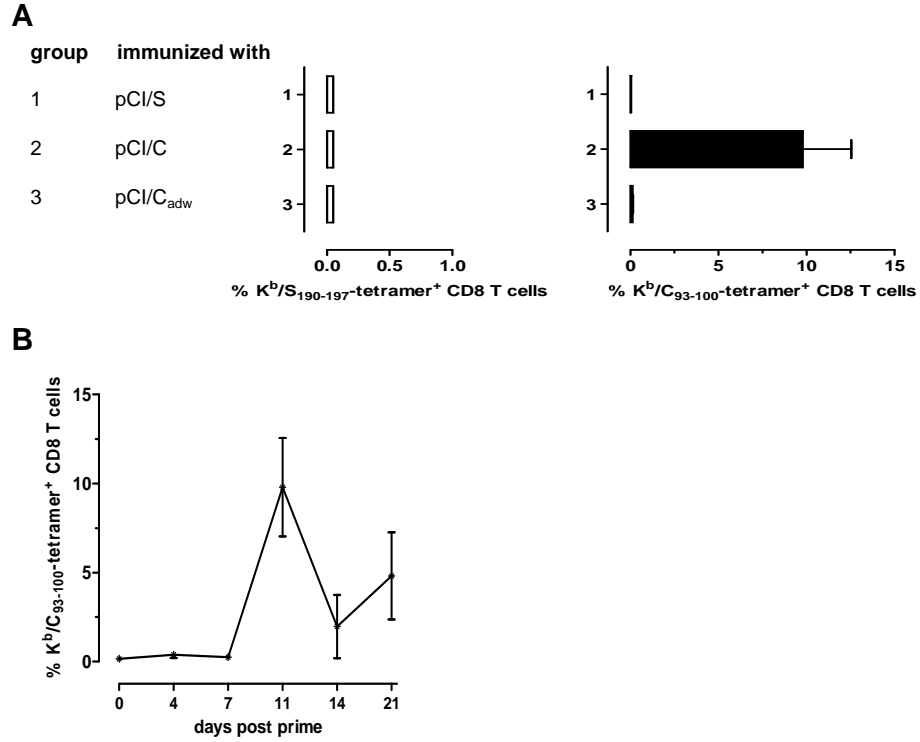 A
group immunized with
1 pCI/S
2 pCI/C
3 pCI/Cadw
1
2
3
0.0 0.5 1.0
% Kb/S190-197-tetramer+ CD8 T cells
1
2
3
0 5 10 15
% Kb/C93-100-tetramer+ CD8 T cells
B
% Kb/C93-100-tetramer+ CD8 T cells
15
10
5
0
0 4 7 11 14 21
days post prime